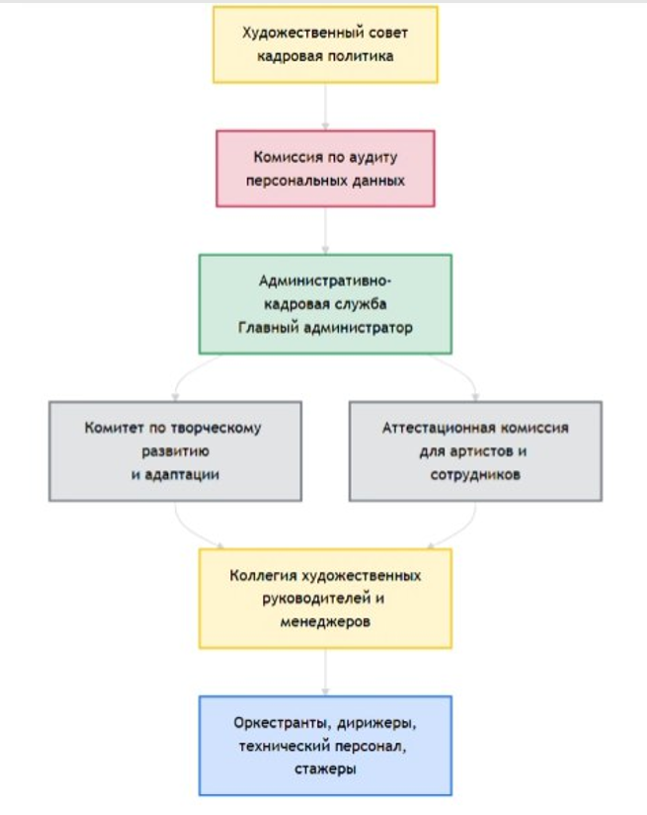 Художественный совет
кадровая политика
Комиссия по аудиту
персональных данных
Административно-
кадровая служба
Главный администратор
Комитет по творческому
развитию
и адаптации
Аттестационная комиссия
для артистов и
сотрудников
Коллегия художественных
руководителей и
менеджеров
Оркестранты, дирижеры,
технический персонал,
стажеры